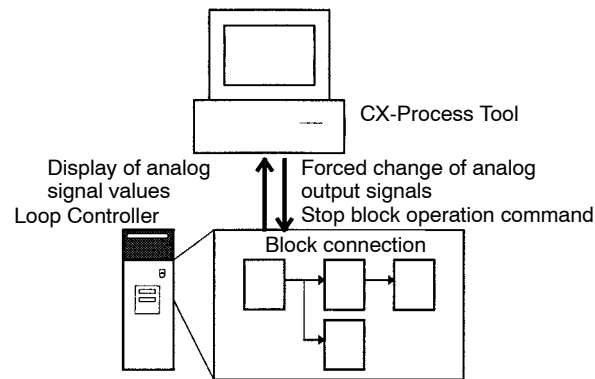 CX-Process Tool
Display of analog
signal values
Forced change of analog
output signals
Stop block operation command
Loop Controller
Block connection